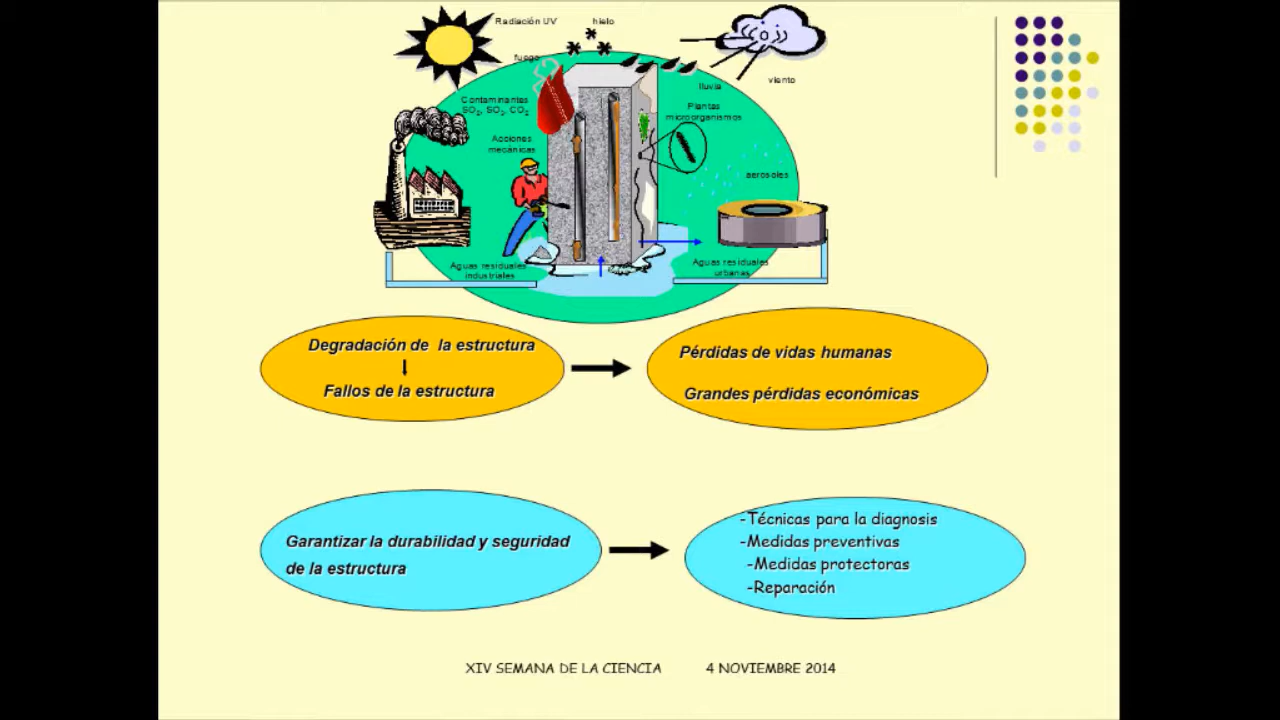 Radiación UV
hielo
fuego
viento
lluvia
Contaminantes
SO2, SO3, CO2
Plantas
microorganismos
Acciones
mecánicas
aerosoles
Aguas residuales
industriales
Aguas residuales
urbanas
Degradación de la estructura
Fallos de la estructura
Pérdidas de vidas humanas
Grandes pérdidas económicas
Garantizar la durabilidad y seguridad
de la estructura
-Técnicas para la diagnosis
-Medidas preventivas
-Medidas protectoras
-Reparación
XIV SEMANA DE LA CIENCIA 4 NOVIEMBRE 2014